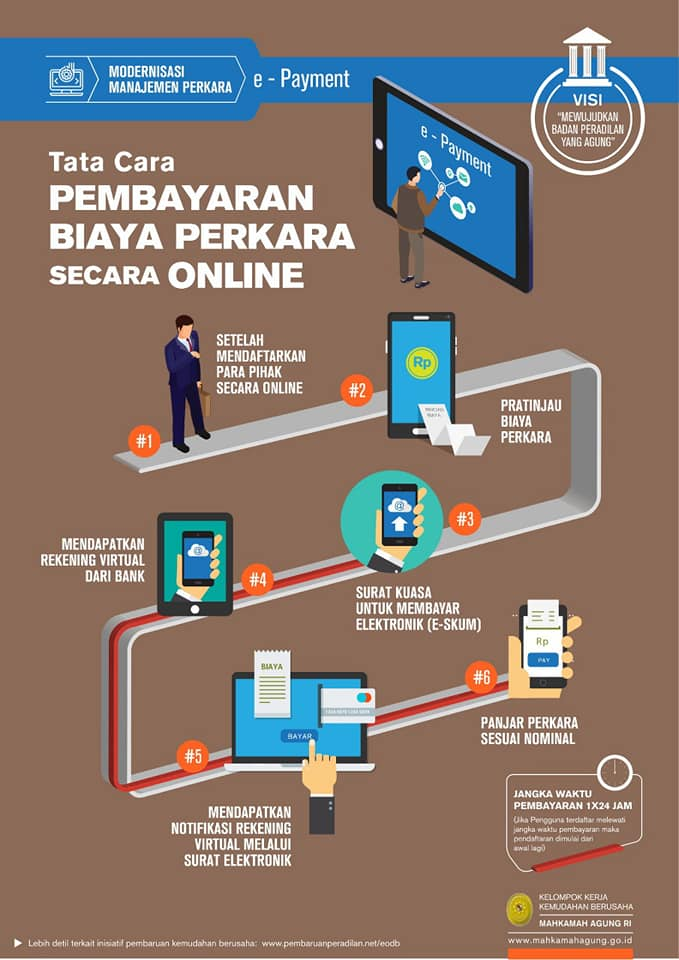 MODERNISASI
MANAJEMEN PERKARA
e - Payment
VISI
"MEWUJUDKAN
BADAN PERADILAN
YANG AGUNG"
e - Payment
Tata Cara
PEMBAYARAN
BIAYA PERKARA
SECARA ONLINE
#1
SETELAH
MENDAFTARKAN
PARA PIHAK
SECARA ONLINE
#2
Rp
BIAYA
PRATINJAU
BIAYA
PERKARA
#3
@
SURAT KUASA
UNTUK MEMBAYAR
ELEKTRONIK (E-SKUM)
MENDAPATKAN
REKENING VIRTUAL
DARI BANK
@
#4
#5
BIAYA
BAYAR
MENDAPATKAN
NOTIFIKASI REKENING
VIRTUAL MELALUI
SURAT ELEKTRONIK
#6
Rp
PAY
PANJAR PERKARA
SESUAI NOMINAL
JANGKA WAKTU
PEMBAYARAN 1X24 JAM
(Jika Pengguna terdaftar melewati
jangka waktu pembayaran maka
pendaftaran dimulai dari
awal lagi)
KELOMPOK KERJA
KEMUDAHAN BERUSAHA
MAHKAMAH AGUNG RI
www.mahkamahagung.go.id
Lebih detil terkait inisiatif pembaruan kemudahan berusaha: www.pembaruanperadilan.net/eodb